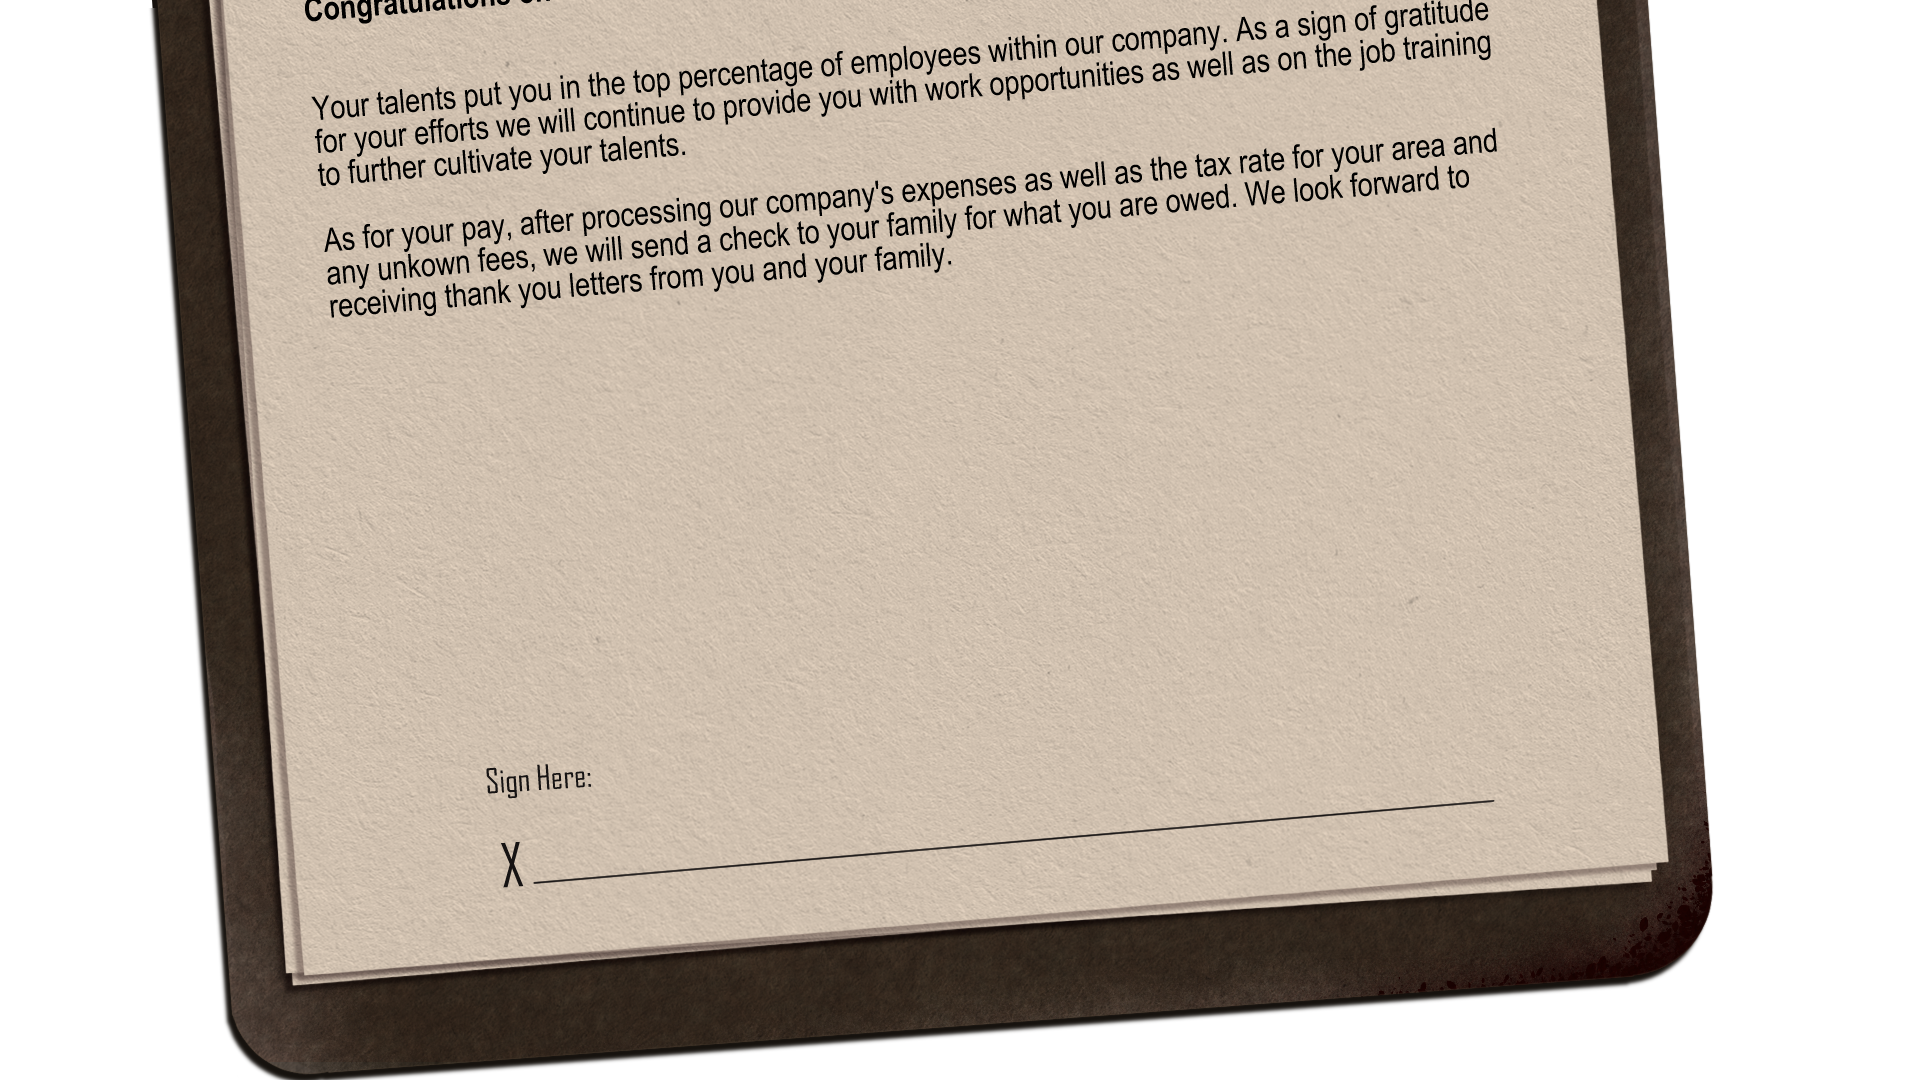 Congratulations on
Your talents put you in the top percentage of employees within our company. As a sign of gratitude
for your efforts we will continue to provide you with work opportunities as well as on the job training
to further cultivate your talents.
As for your pay, after processing our company's expenses as well as the tax rate for your area and
any unkown fees, we will send a check to your family for what you are owed. We look forward to
receiving thank you letters from you and your family.
Sign Here:
X